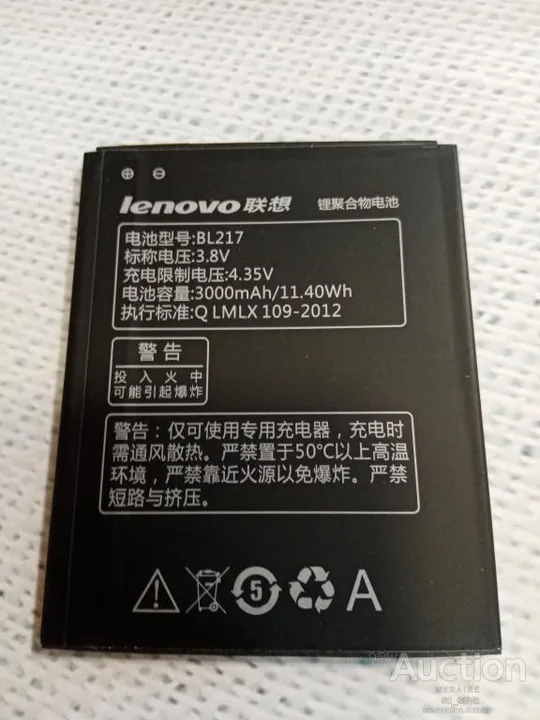 ⊕ ⊖
lenovo联想 锂聚合物电池
电池型号:BL217
标称电压:3.8V
充电限制电压:4.35V
电池容量:3000mAh/11.40Wh
执行标准:Q LMLX 109-2012
警告
投入火中
可能引起爆炸
警告：仅可使用专用充电器，充电时
需通风散热。严禁置于50℃以上高温
环境，严禁靠近火源以免爆炸。严禁
短路与挤压。
5 A
Auction
UKRAINE